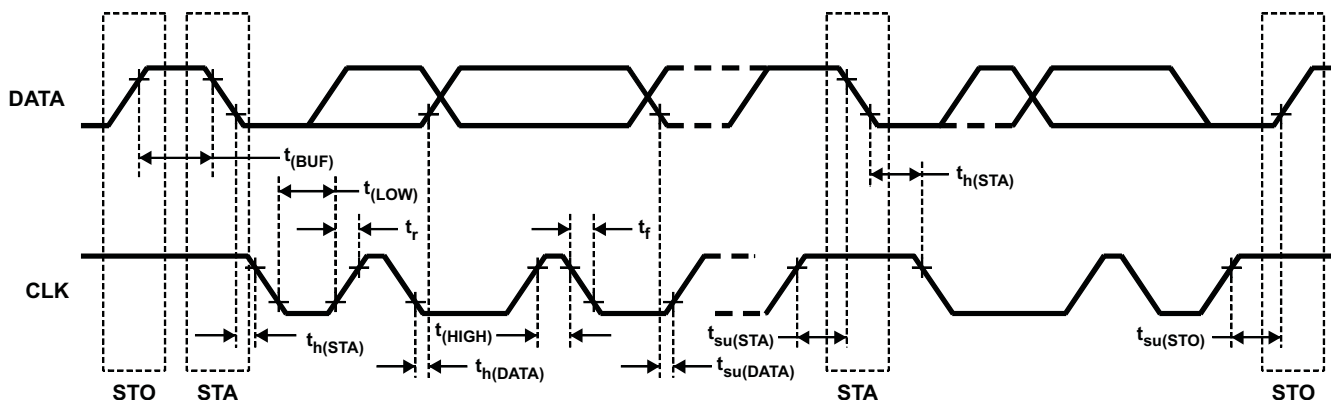 DATA
t(BUF)
t(LOW)
th(STA)
tr
tf
CLK
th(STA)
t(HIGH)
th(DATA)
tsu(DATA)
tsu(STA)
tsu(STO)
STO
STA
STA
STO